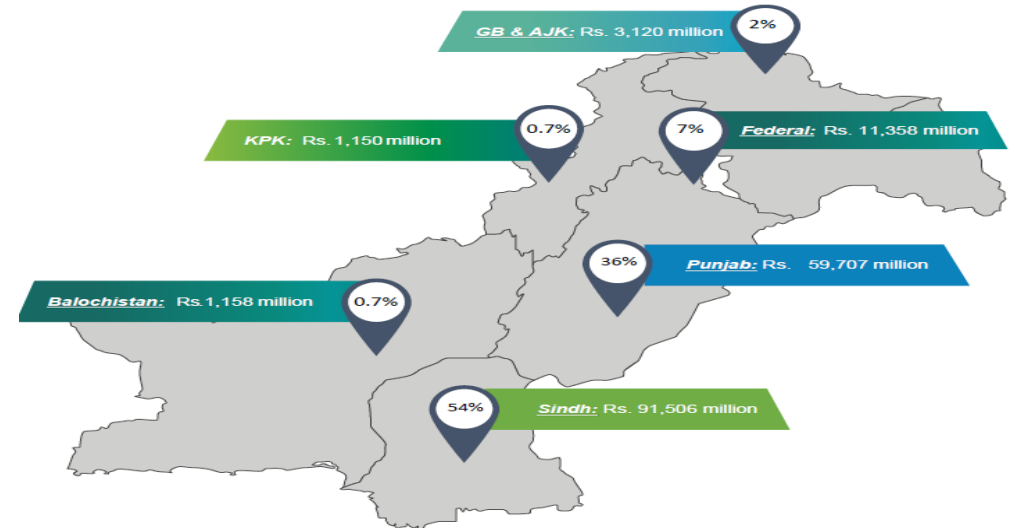 GB & AJK: Rs. 3,120 million 2%
KPK: Rs. 1,150 million 0.7%
7% Federal: Rs. 11,358 million
36% Punjab: Rs. 59,707 million
Balochistan: Rs.1,158 million 0.7%
54% Sindh: Rs. 91,506 million